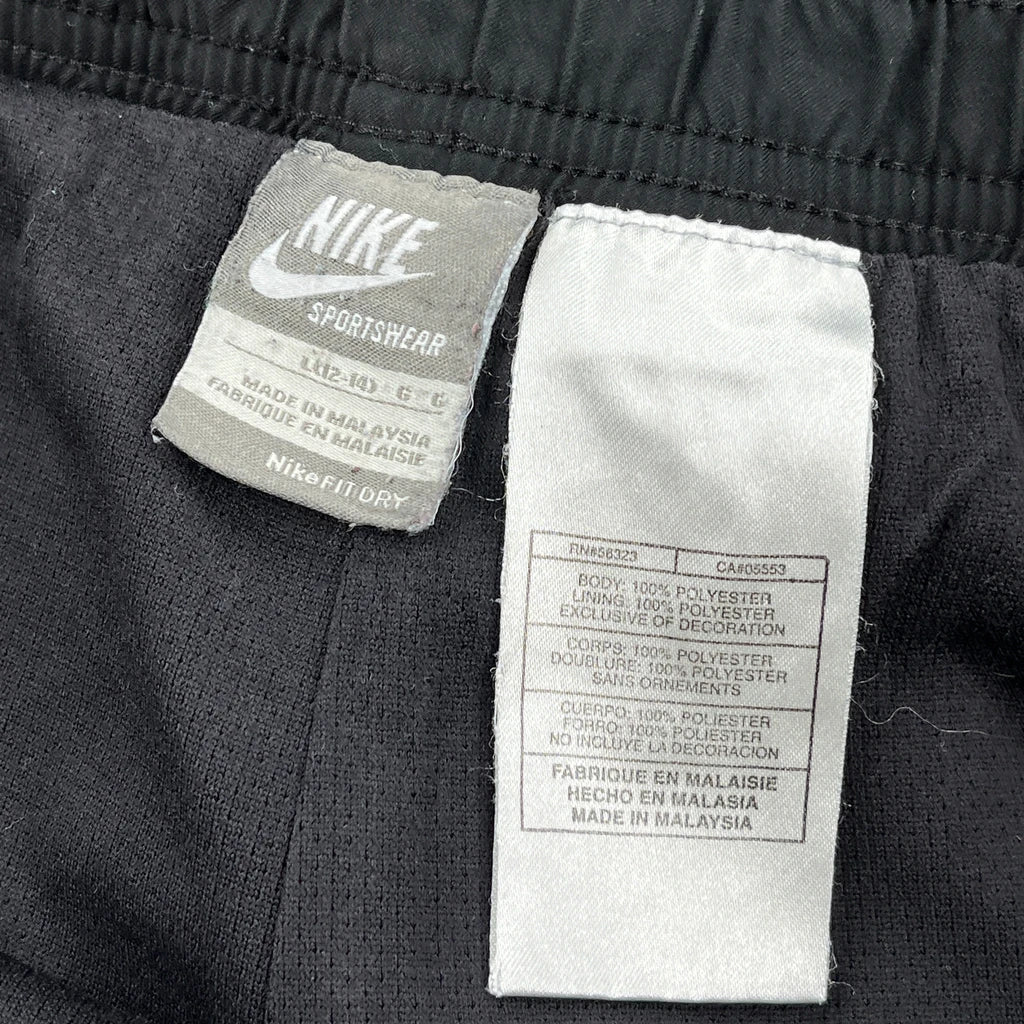 NIKE
SPORTSWEAR
L(12-14) G G
MADE IN MALAYSIA
FABRIQUE EN MALAISIE
NikeFIT DRY
RN#56323
CA#05553
BODY: 100% POLYESTER
LINING: 100% POLYESTER
EXCLUSIVE OF DECORATION
CORPS: 100% POLYESTER
DOUBLURE: 100% POLYESTER
SANS ORNEMENTS
CUERPO: 100% POLIESTER
FORRO: 100% POLIESTER
NO INCLUYE LA DECORACION
FABRIQUE EN MALAISIE
HECHO EN MALASIA
MADE IN MALAYSIA